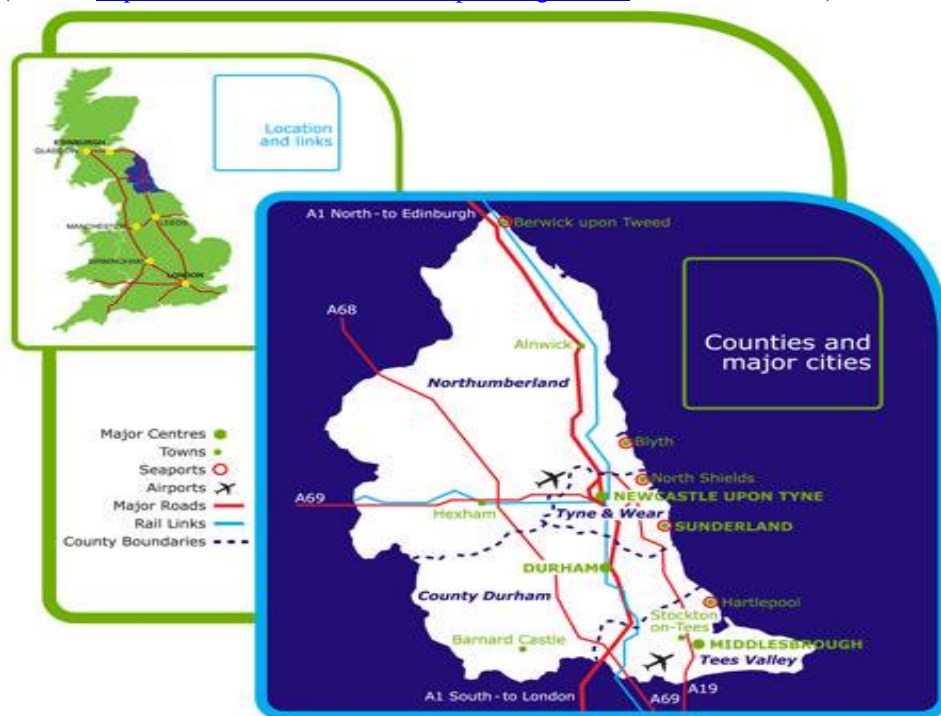 Location
and links
EDINBURGH
GLASGOW
MANCHESTER
LEEDS
BIRMINGHAM
LONDON
A1 North - to Edinburgh
Berwick upon Tweed
A68
Alnwick
Counties and
major cities
Northumberland
Major Centres
Towns
Seaports
Airports
Major Roads
Rail Links
County Boundaries
Blyth
North Shields
A69
NEWCASTLE UPON TYNE
Hexham
Tyne & Wear
SUNDERLAND
DURHAM
County Durham
Hartlepool
Stockton
on-Tees
Barnard Castle
MIDDLESBROUGH
Tees Valley
A1 South - to London
A69
A19